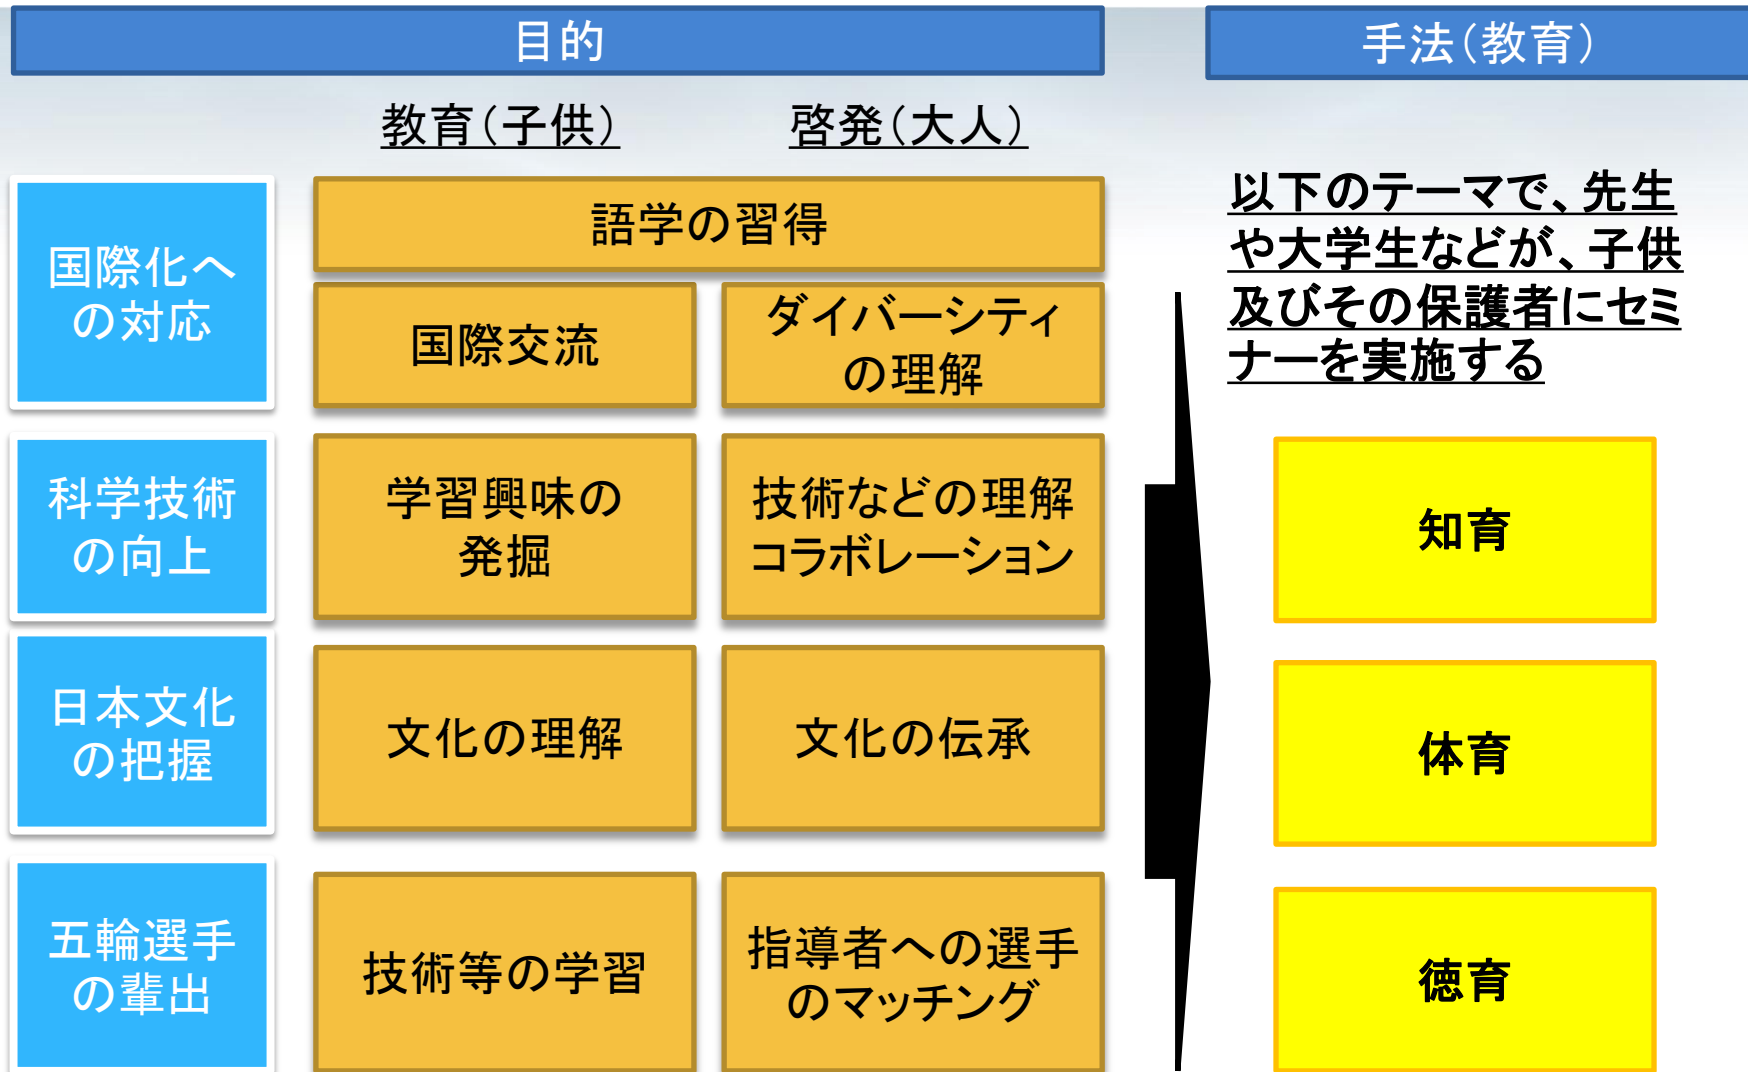 目的
手法（教育）
教育（子供）
啓発（大人）
以下のテーマで、先生
や大学生などが、子供
及びその保護者にセミ
ナーを実施する
国際化へ
の対応
語学の習得
国際交流
ダイバーシティ
の理解
科学技術
の向上
学習興味の
発掘
技術などの理解
コラボレーション
知育
日本文化
の把握
文化の理解
文化の伝承
体育
五輪選手
の輩出
技術等の学習
指導者への選手
のマッチング
徳育